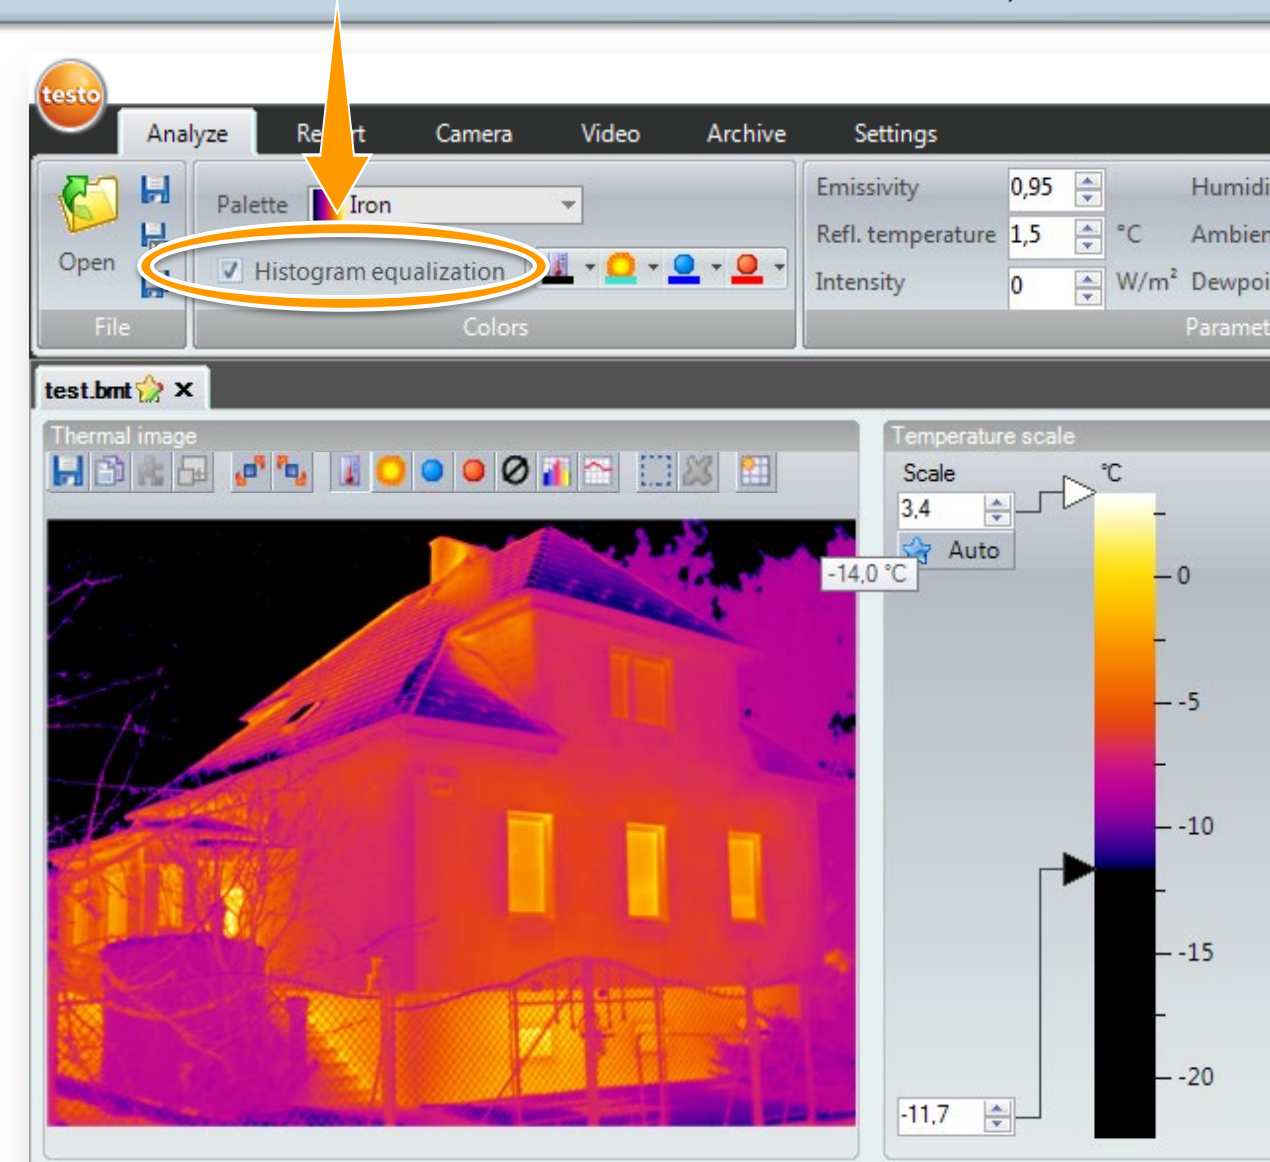 testo
Analyze Camera Video Archive Settings
Palette Iron
Histogram equalization
Open
File
Colors
Emissivity 0,95
Refl. temperature 1,5 °C
Intensity 0 W/m²
test.bmt
Thermal image
Temperature scale
Scale °C
3,4
Auto
-14,0 °C
0
-5
-10
-15
-20
-11,7